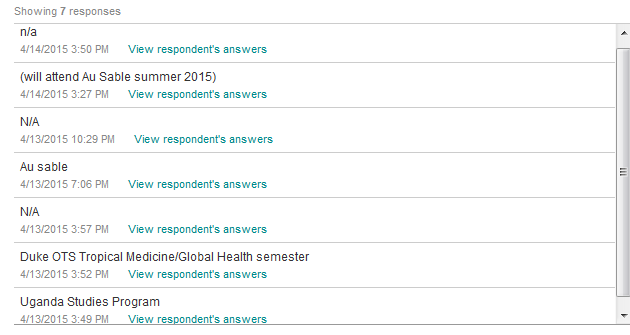 Showing 7 responses
n/a
4/14/2015 3:50 PM View respondent's answers
(will attend Au Sable summer 2015)
4/14/2015 3:27 PM View respondent's answers
N/A
4/13/2015 10:29 PM View respondent's answers
Au sable
4/13/2015 7:06 PM View respondent's answers
N/A
4/13/2015 3:57 PM View respondent's answers
Duke OTS Tropical Medicine/Global Health semester
4/13/2015 3:52 PM View respondent's answers
Uganda Studies Program
4/13/2015 3:49 PM View respondent's answers